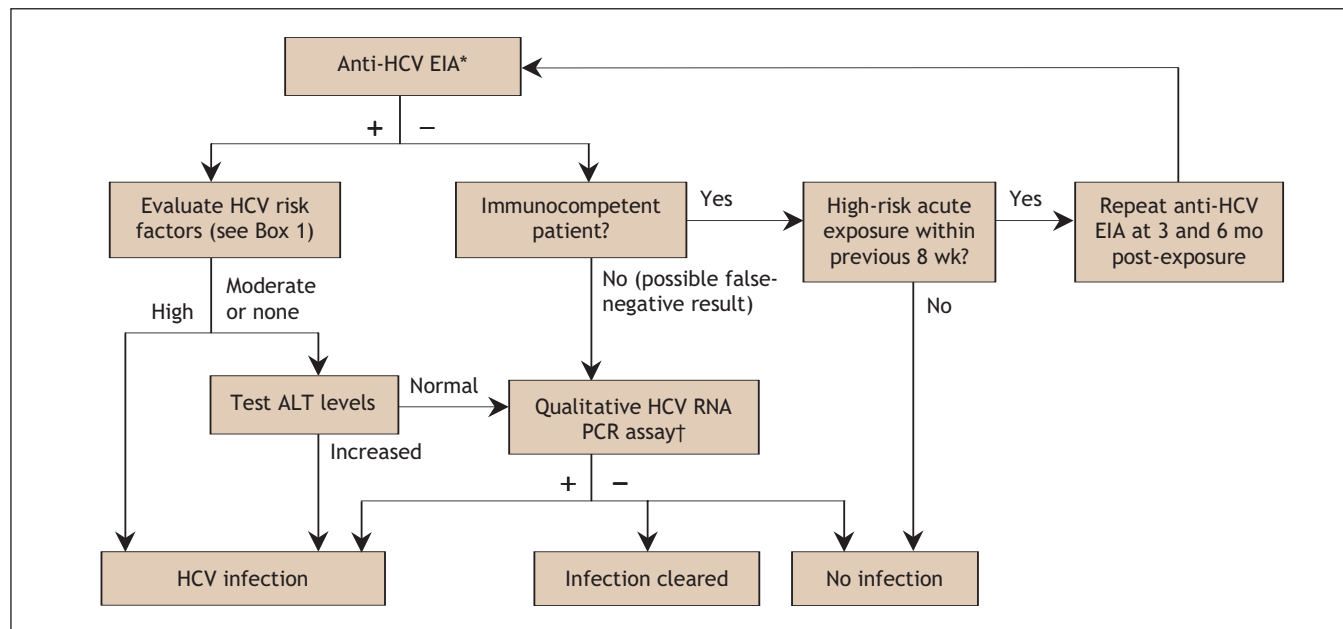 Anti-HCV EIA*
+ –
Evaluate HCV risk
factors (see Box 1)
Immunocompetent
patient?
Yes
High-risk acute
exposure within
previous 8 wk?
Yes
Repeat anti-HCV
EIA at 3 and 6 mo
post-exposure
High
Moderate
or none
No (possible false-
negative result)
No
Test ALT levels
Normal
Qualitative HCV RNA
PCR assay†
Increased
+ –
HCV infection
Infection cleared
No infection